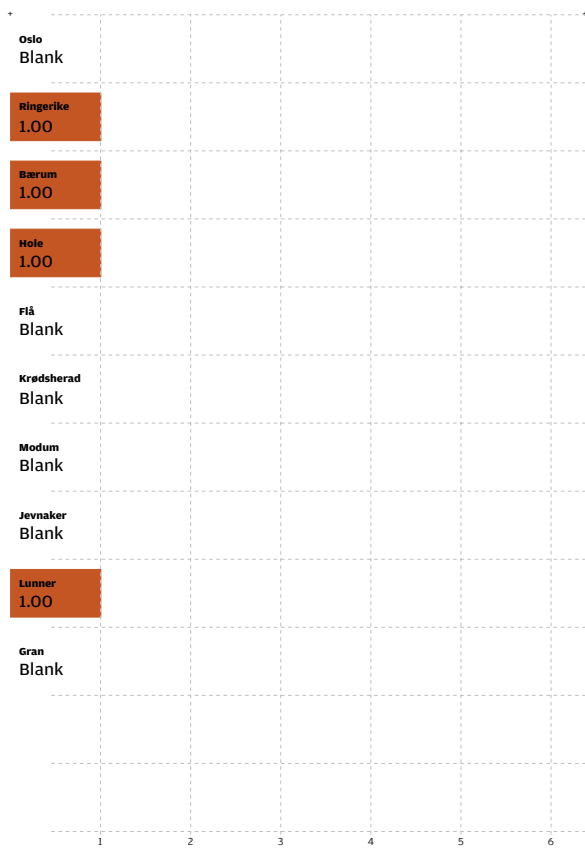 Oslo
Blank
Ringerike
1.00
Bærum
1.00
Hole
1.00
Flå
Blank
Krødsherad
Blank
Modum
Blank
Jevnaker
Blank
Lunner
1.00
Gran
Blank
1 2 3 4 5 6